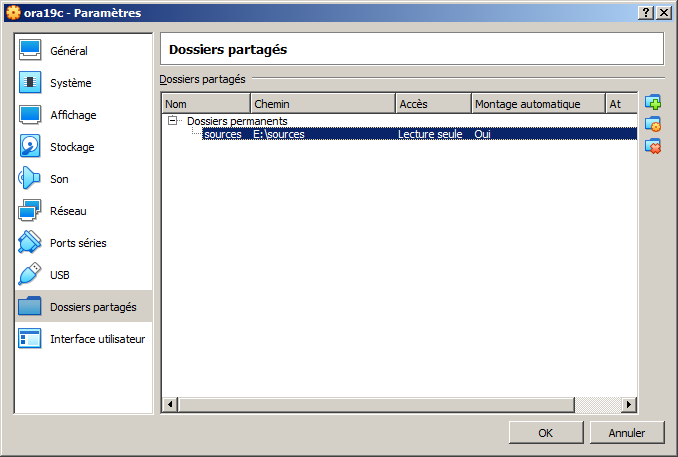 ora19c - Paramètres
Général
Système
Affichage
Stockage
Son
Réseau
Ports séries
USB
Dossiers partagés
Interface utilisateur
Dossiers partagés
Dossiers partagés
Nom Chemin Accès Montage automatique At
Dossiers permanents
sources E:\sources Lecture seule Oui
OK Annuler